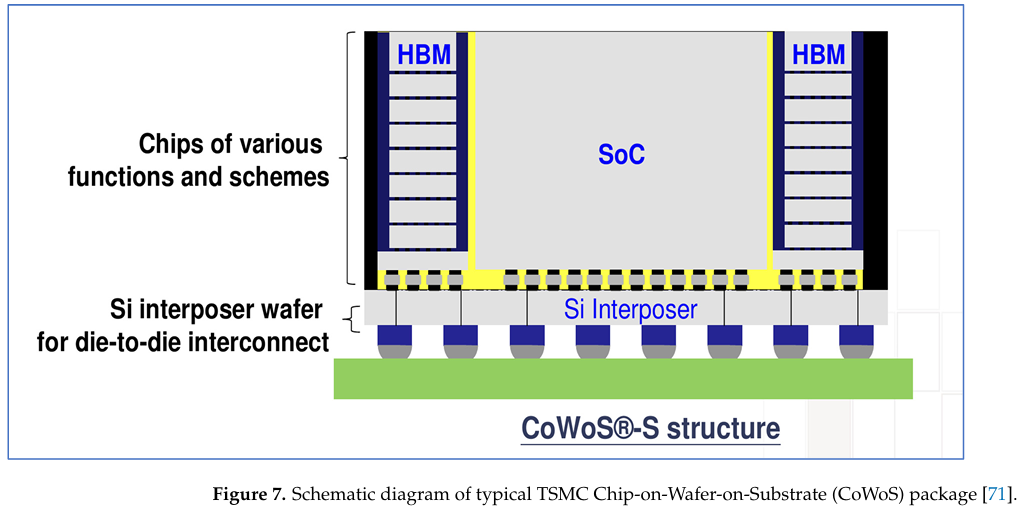 HBM
HBM
Chips of various
functions and schemes
SoC
Si interposer wafer
for die-to-die interconnect
Si Interposer
CoWoS®-S structure
Figure 7. Schematic diagram of typical TSMC Chip-on-Wafer-on-Substrate (CoWoS) package [71].